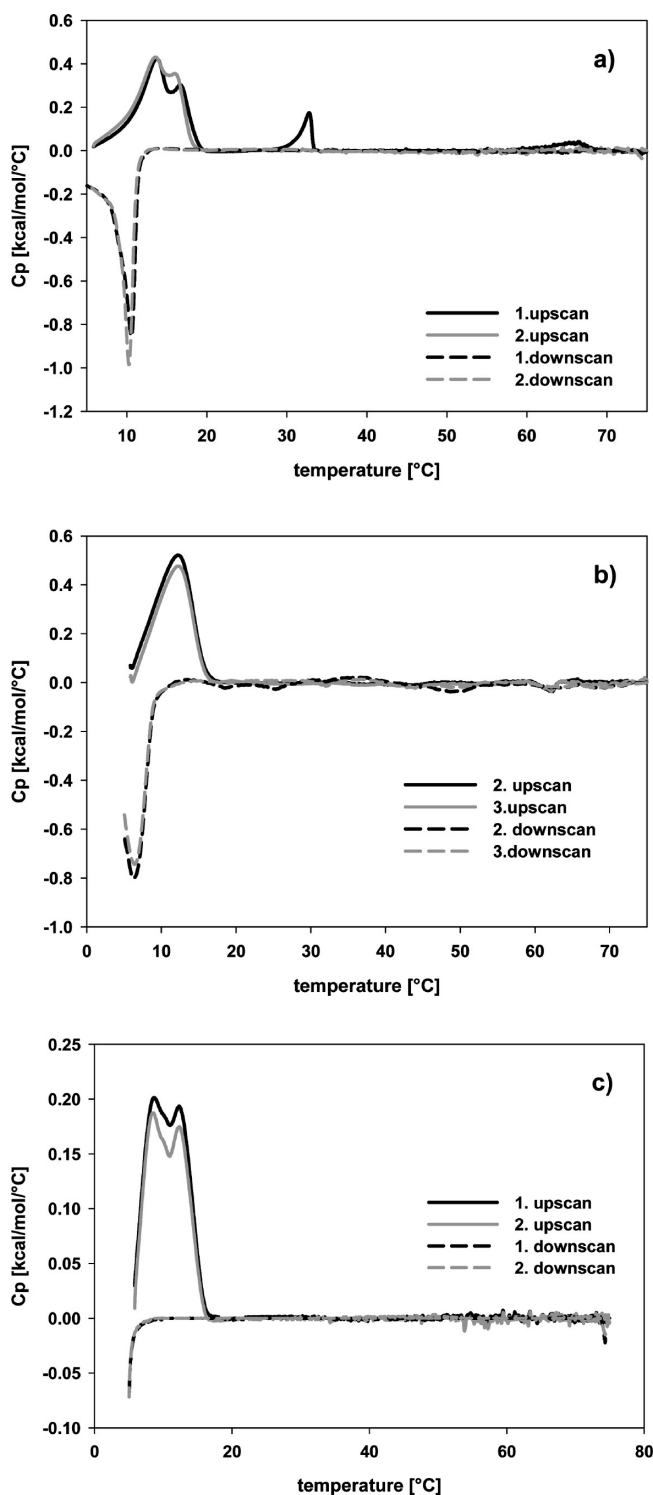 a)
0.6
0.4
0.2
0.0
-0.2
-0.4
-0.6
-0.8
-1.0
-1.2
Cp [kcal/mol/°C]
1.upscan
2.upscan
1.downscan
2.downscan
10 20 30 40 50 60 70
temperature [°C]
b)
0.6
0.4
0.2
0.0
-0.2
-0.4
-0.6
-0.8
-1.0
Cp [kcal/mol/°C]
2. upscan
3.upscan
2. downscan
3.downscan
0 10 20 30 40 50 60 70
temperature [°C]
c)
0.25
0.20
0.15
0.10
0.05
0.00
-0.05
-0.10
Cp [kcal/mol/°C]
1. upscan
2. upscan
1. downscan
2. downscan
0 20 40 60 80
temperature [°C]